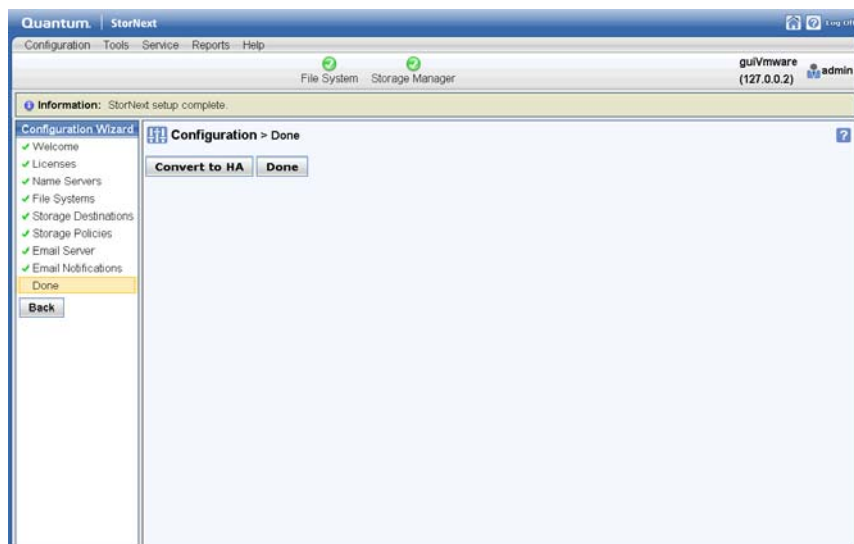 Quantum. | StorNext
Log Off
Configuration Tools Service Reports Help
File System Storage Manager
guiVmware
(127.0.0.2)
admin
Information: StorNext setup complete.
Configuration Wizard
Welcome
Licenses
Name Servers
File Systems
Storage Destinations
Storage Policies
Email Server
Email Notifications
Done
Back
Configuration > Done
?
Convert to HA Done